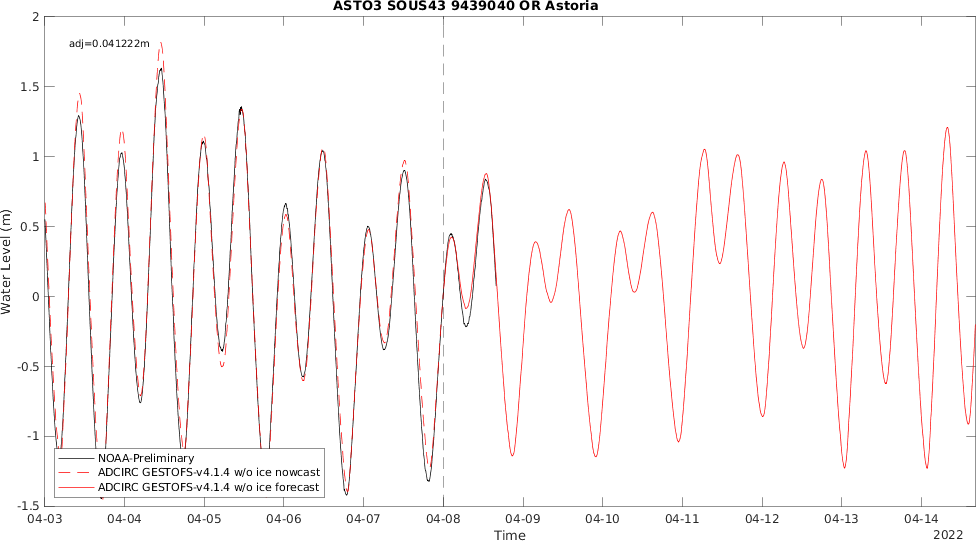 ASTO3 SOUS43 9439040 OR Astoria
adj=0.041222m
Water Level (m)
2
1.5
1
0.5
0
-0.5
-1
-1.5
NOAA-Preliminary
ADCIRC GESTOFS-v4.1.4 w/o ice nowcast
ADCIRC GESTOFS-v4.1.4 w/o ice forecast
04-03 04-04 04-05 04-06 04-07 04-08 04-09 04-10 04-11 04-12 04-13 04-14
Time
2022